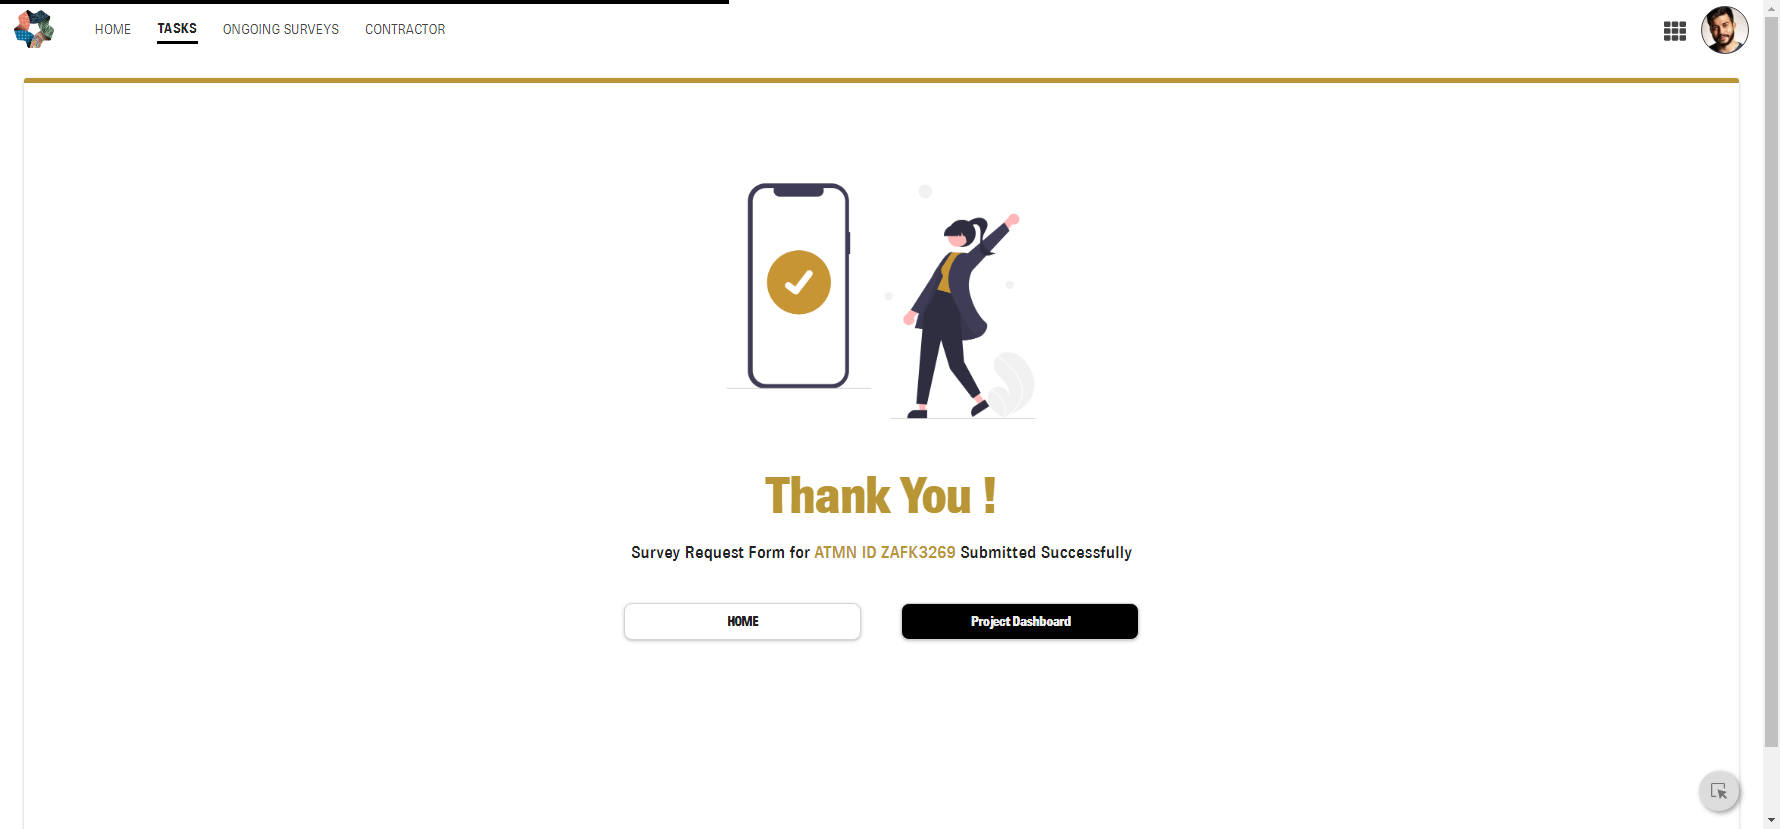 HOME
TASKS
ONGOING SURVEYS
CONTRACTOR
Thank You !
Survey Request Form for ATMN ID ZAFK3269 Submitted Successfully
HOME
Project Dashboard